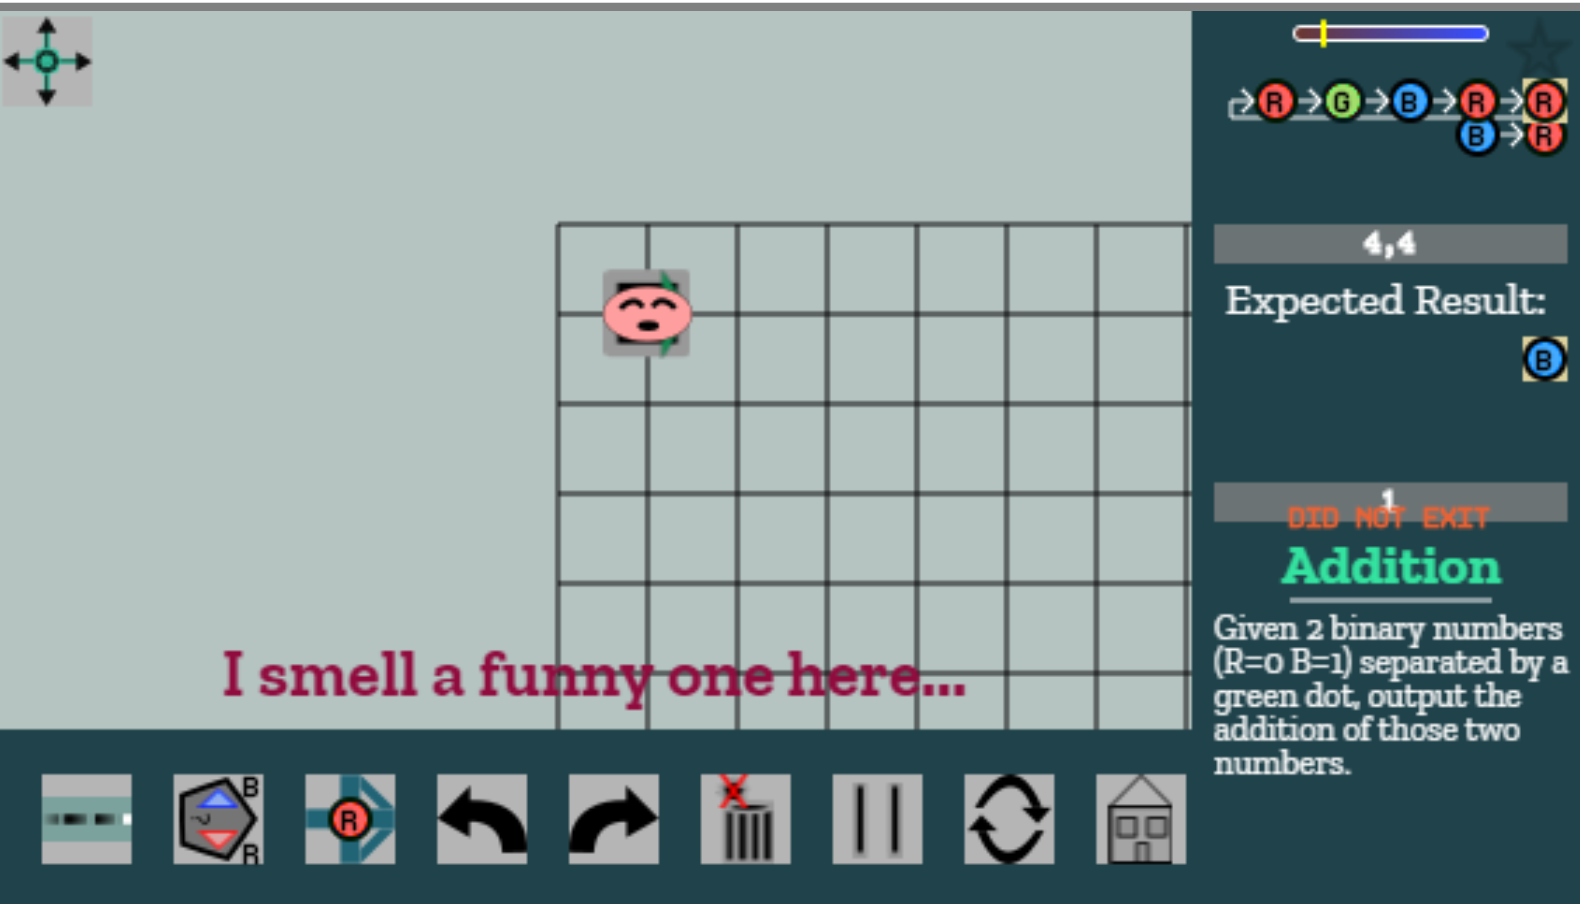 R G B R R
B R
4,4
Expected Result:
B
1
DID NOT EXIT
Addition
Given 2 binary numbers
(R=0 B=1) separated by a
green dot, output the
addition of those two
numbers.
I smell a funny one here...
B
R
R